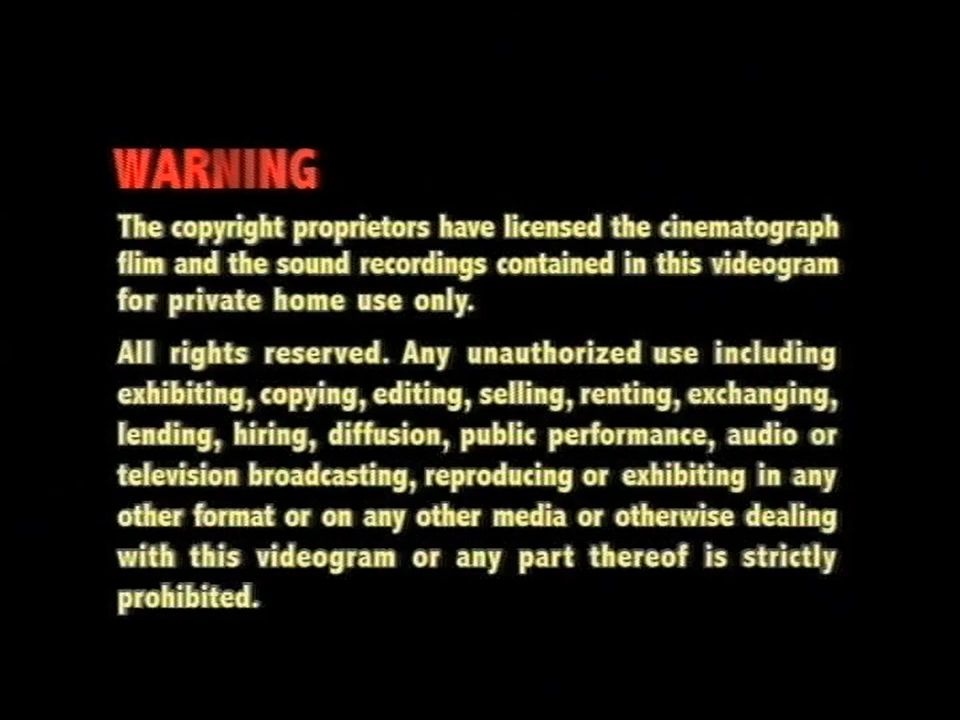 WARNING
The copyright proprietors have licensed the cinematograph
flim and the sound recordings contained in this videogram
for private home use only.
All rights reserved. Any unauthorized use including
exhibiting, copying, editing, selling, renting, exchanging,
lending, hiring, diffusion, public performance, audio or
television broadcasting, reproducing or exhibiting in any
other format or on any other media or otherwise dealing
with this videogram or any part thereof is strictly
prohibited.